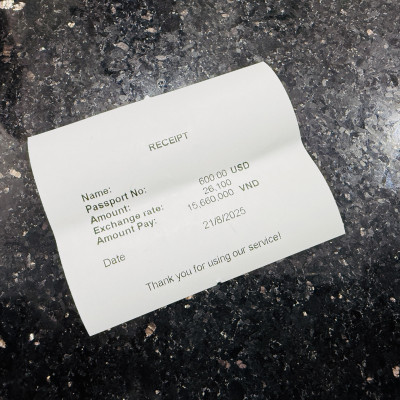 RECEIPT
Name:
Passport No:
Amount: 600.00 USD
Exchange rate: 26.100
Amount Pay: 15.660.000 VND
Date 21/8/2025
Thank you for using our service!